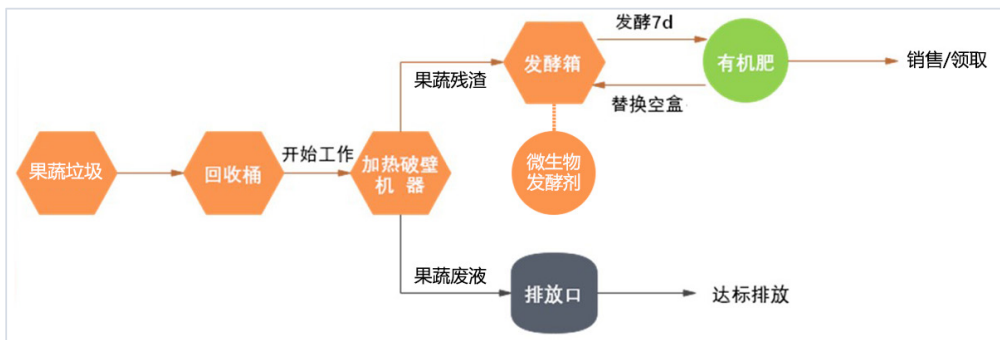 果蔬垃圾
回收桶
开始工作
加热破壁
机 器
果蔬残渣
发酵箱
微生物
发酵剂
发酵7d
替换空盒
有机肥
销售/领取
果蔬废液
排放口
达标排放